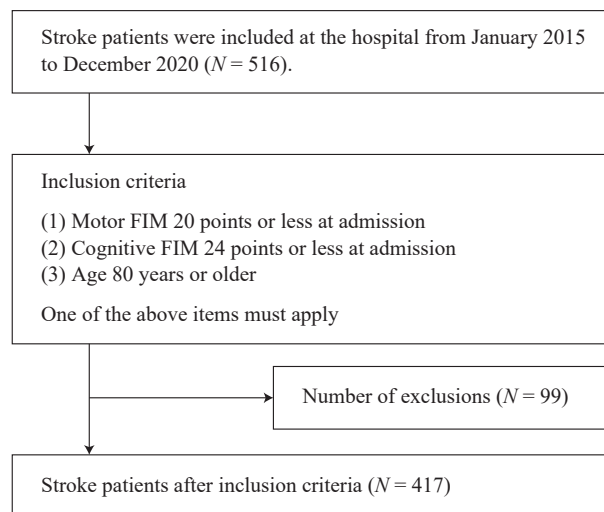 Stroke patients were included at the hospital from January 2015
to December 2020 (N = 516).
Inclusion criteria
(1) Motor FIM 20 points or less at admission
(2) Cognitive FIM 24 points or less at admission
(3) Age 80 years or older
One of the above items must apply
Number of exclusions (N = 99)
Stroke patients after inclusion criteria (N = 417)